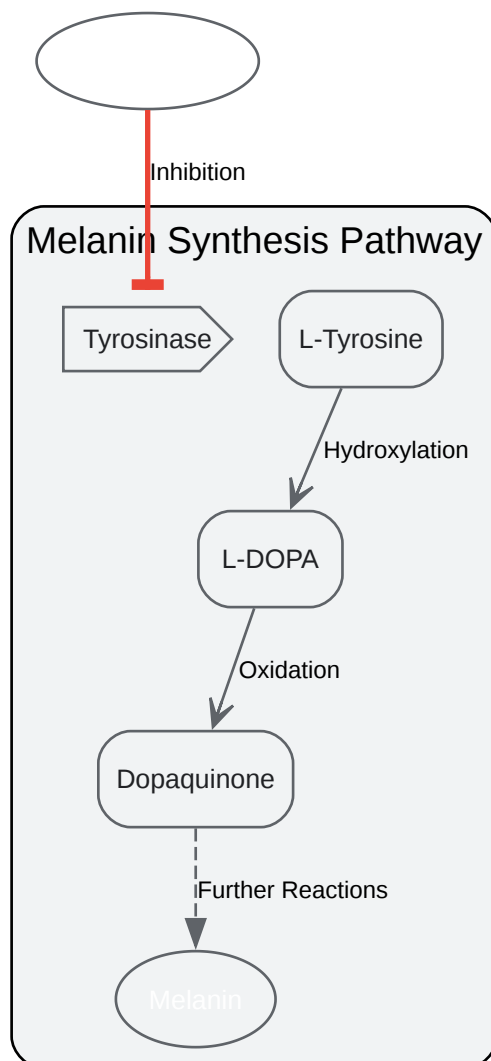 Inhibition
Melanin Synthesis Pathway
Tyrosinase
L-Tyrosine
Hydroxylation
L-DOPA
Oxidation
Dopaquinone
Further Reactions
Melanin